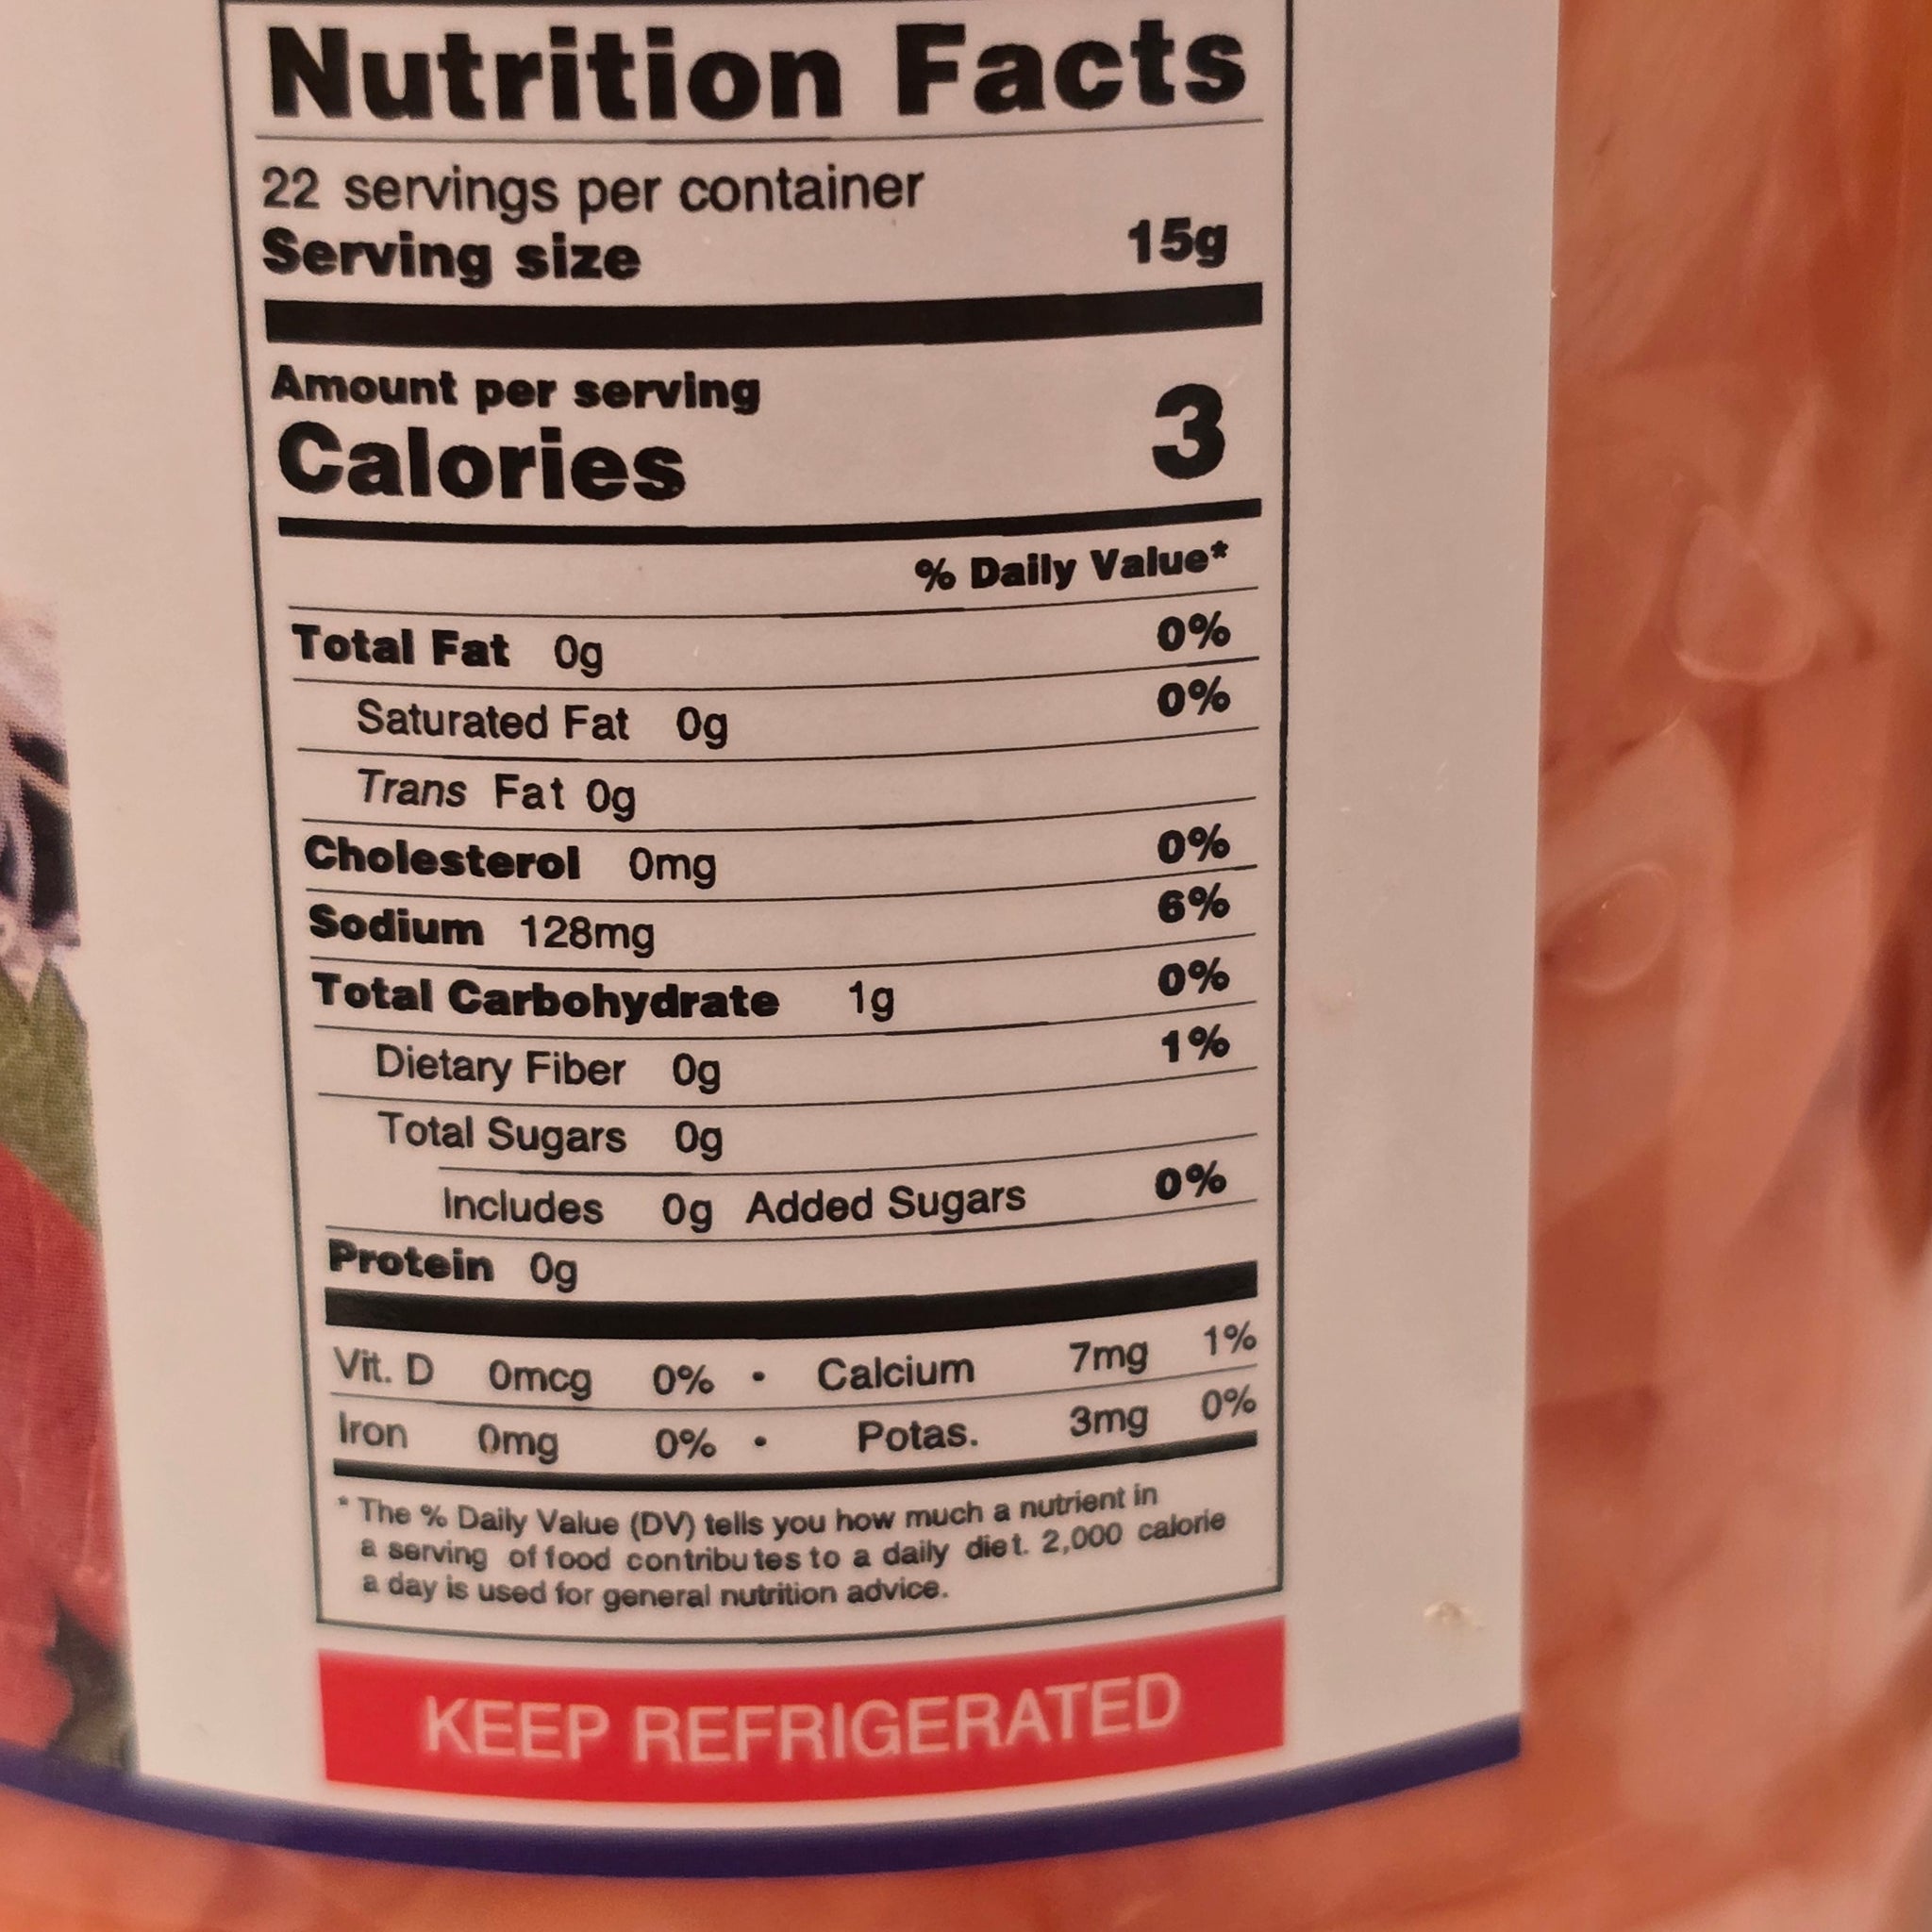 Nutrition Facts
22 servings per container
Serving size 15g
Amount per serving
Calories 3
% Daily Value*
Total Fat 0g 0%
Saturated Fat 0g 0%
Trans Fat 0g
Cholesterol 0mg 0%
Sodium 128mg 6%
Total Carbohydrate 1g 0%
Dietary Fiber 0g 1%
Total Sugars 0g
Includes 0g Added Sugars 0%
Protein 0g
Vit. D 0mcg 0% • Calcium 7mg 1%
Iron 0mg 0% • Potas. 3mg 0%
* The % Daily Value (DV) tells you how much a nutrient in
a serving of food contributes to a daily diet. 2,000 calorie
a day is used for general nutrition advice.
KEEP REFRIGERATED